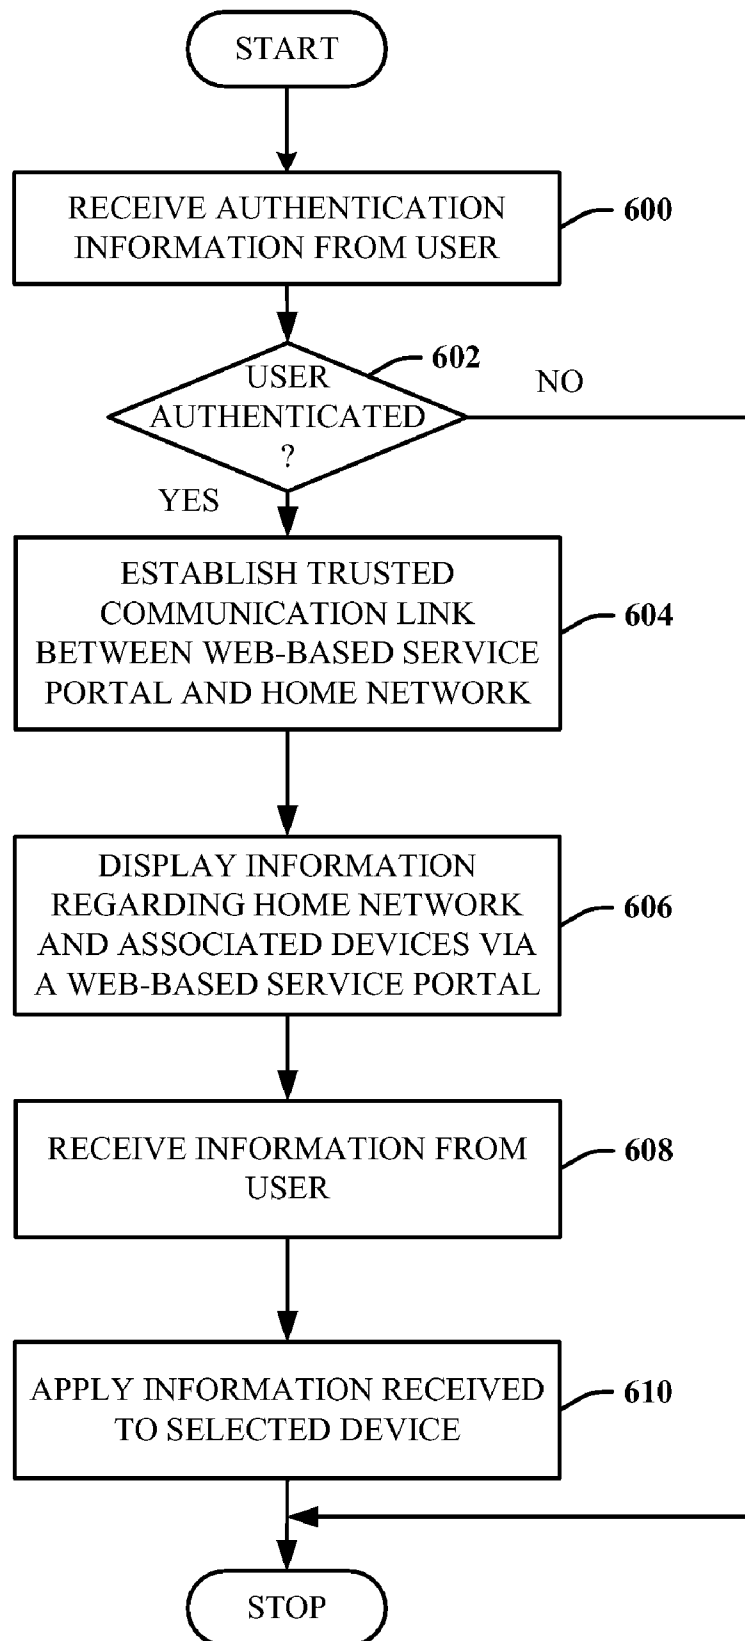 START
RECEIVE AUTHENTICATION
INFORMATION FROM USER
600
602
USER
AUTHENTICATED
?
NO
YES
ESTABLISH TRUSTED
COMMUNICATION LINK
BETWEEN WEB-BASED SERVICE
PORTAL AND HOME NETWORK
604
DISPLAY INFORMATION
REGARDING HOME NETWORK
AND ASSOCIATED DEVICES VIA
A WEB-BASED SERVICE PORTAL
606
RECEIVE INFORMATION FROM
USER
608
APPLY INFORMATION RECEIVED
TO SELECTED DEVICE
610
STOP